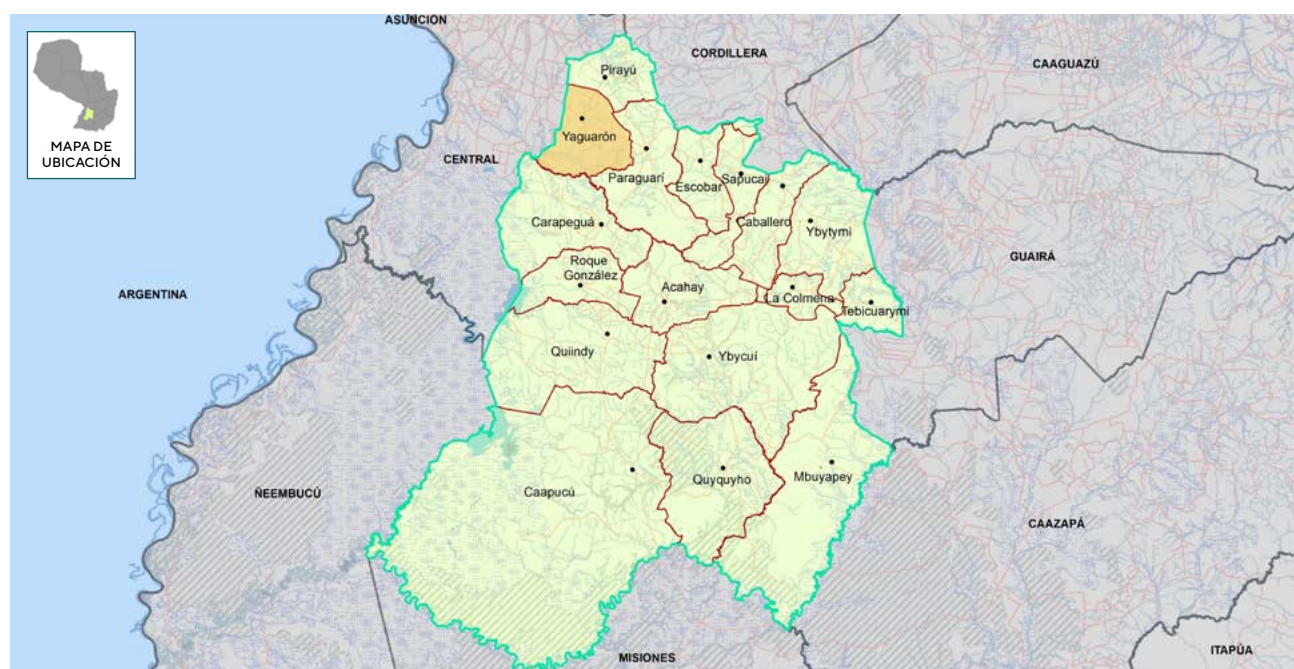 ASUNCION
MAPA DE
UBICACIÓN
CORDILLERA
CAAGUAZÚ
Pirayú
Yaguarón
CENTRAL
Paraguarí
Escobar
Sapucai
Carapeguá
Caballero
Ybytymi
GUAIRÁ
Roque
González
Acahay
ARGENTINA
La Colmena
Tebicuarymi
Quiindy
Ybycuí
ÑEEMBUCÚ
Caapucú
Quyquyho
Mbuyapey
CAAZAPÁ
MISIONES
ITAPÚA